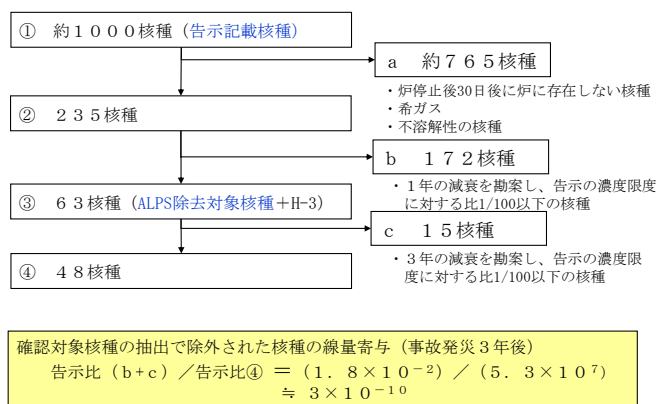 ① 約1000核種（告示記載核種）
a 約765核種
・炉停止後30日後に炉に存在しない核種
・希ガス
・不溶解性の核種
② 235核種
b 172核種
・１年の減衰を勘案し、告示の濃度限度
に対する比1/100以下の核種
③ 63核種（ALPS除去対象核種＋H-3）
c 15核種
・３年の減衰を勘案し、告示の濃度限
度に対する比1/100以下の核種
④ 48核種
確認対象核種の抽出で除外された核種の線量寄与（事故発災３年後）
告示比（b+c）／告示比④ ＝（1．8×10⁻²）／（5．3×10⁷）
≒ 3×10⁻¹⁰